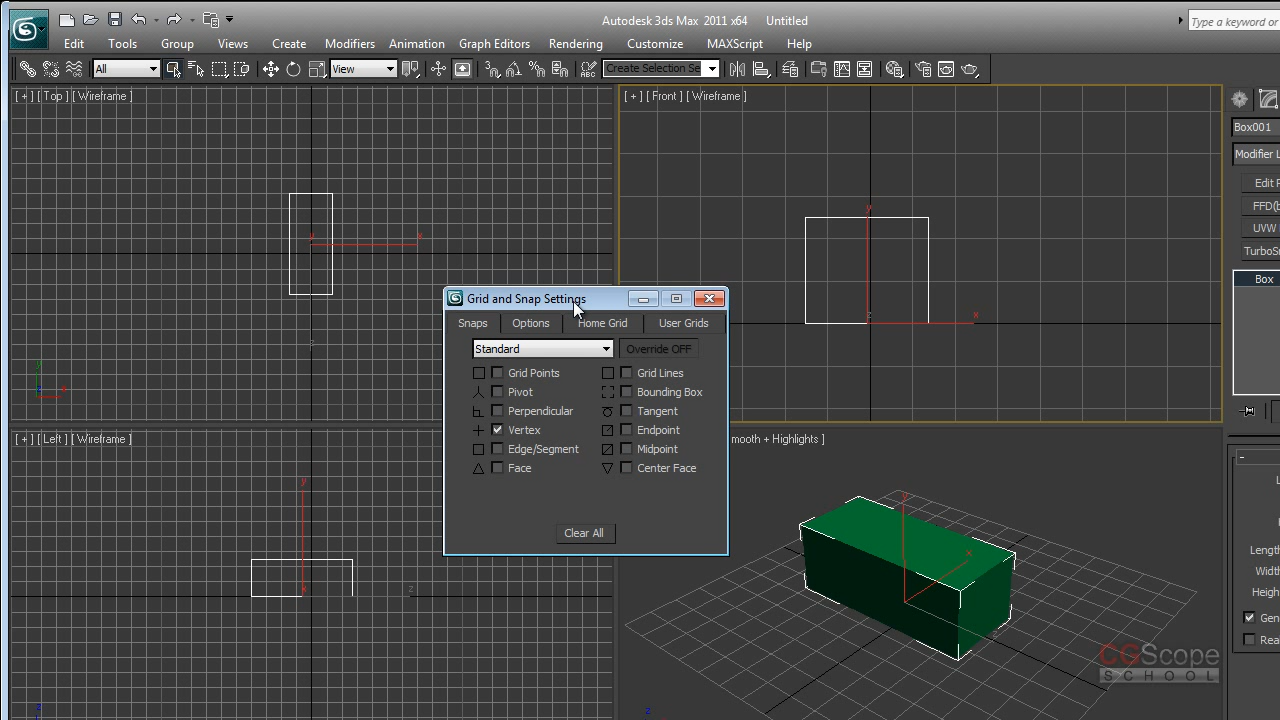 Autodesk 3ds Max 2011 x64 Untitled
Type a keyword or
Edit Tools Group Views Create Modifiers Animation Graph Editors Rendering Customize MAXScript Help
All View Create Selection Se
[ + ] [ Top ] [ Wireframe ]
[ + ] [ Front ] [ Wireframe ]
Box001
Modifier L
Edit P
FFD(b
UVW
TurboSm
Box
y x
z
y x
z
y
z x
Grid and Snap Settings
Snaps Options Home Grid User Grids
Standard Override OFF
Grid Points Grid Lines
Pivot Bounding Box
Perpendicular Tangent
Vertex Endpoint
Edge/Segment Midpoint
Face Center Face
Clear All
[ + ] [ Left ] [ Wireframe ]
mooth + Highlights ]
y
x z
y
x
z
Length
Width
Height
Gen
Rea
CGScope
SCHOOL
z
z